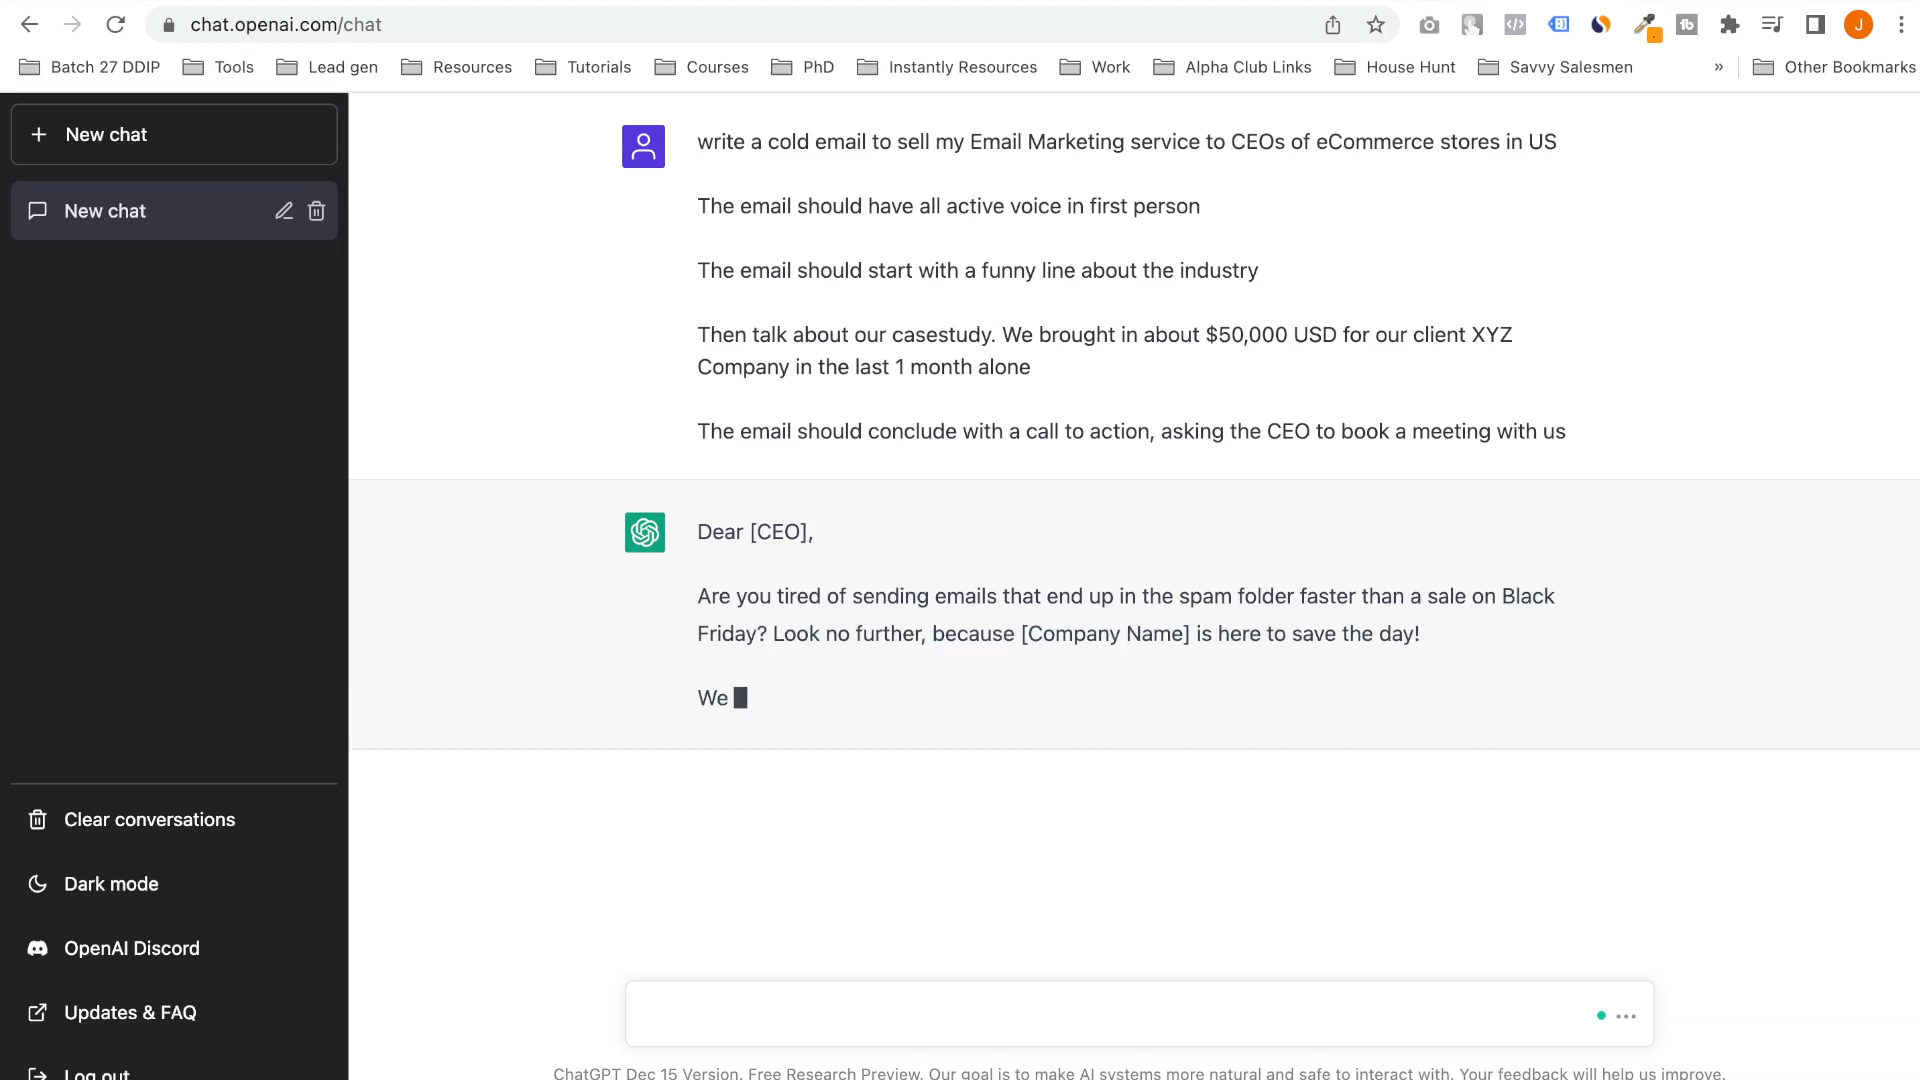 chat.openai.com/chat
J
Batch 27 DDIP Tools Lead gen Resources Tutorials Courses PhD Instantly Resources Work Alpha Club Links House Hunt Savvy Salesmen » Other Bookmarks
+ New chat
New chat
write a cold email to sell my Email Marketing service to CEOs of eCommerce stores in US
The email should have all active voice in first person
The email should start with a funny line about the industry
Then talk about our casestudy. We brought in about $50,000 USD for our client XYZ
Company in the last 1 month alone
The email should conclude with a call to action, asking the CEO to book a meeting with us
Dear [CEO],
Are you tired of sending emails that end up in the spam folder faster than a sale on Black
Friday? Look no further, because [Company Name] is here to save the day!
We
Clear conversations
Dark mode
OpenAI Discord
Updates & FAQ
Log out
ChatGPT Dec 15 Version. Free Research Preview. Our goal is to make AI systems more natural and safe to interact with. Your feedback will help us improve.